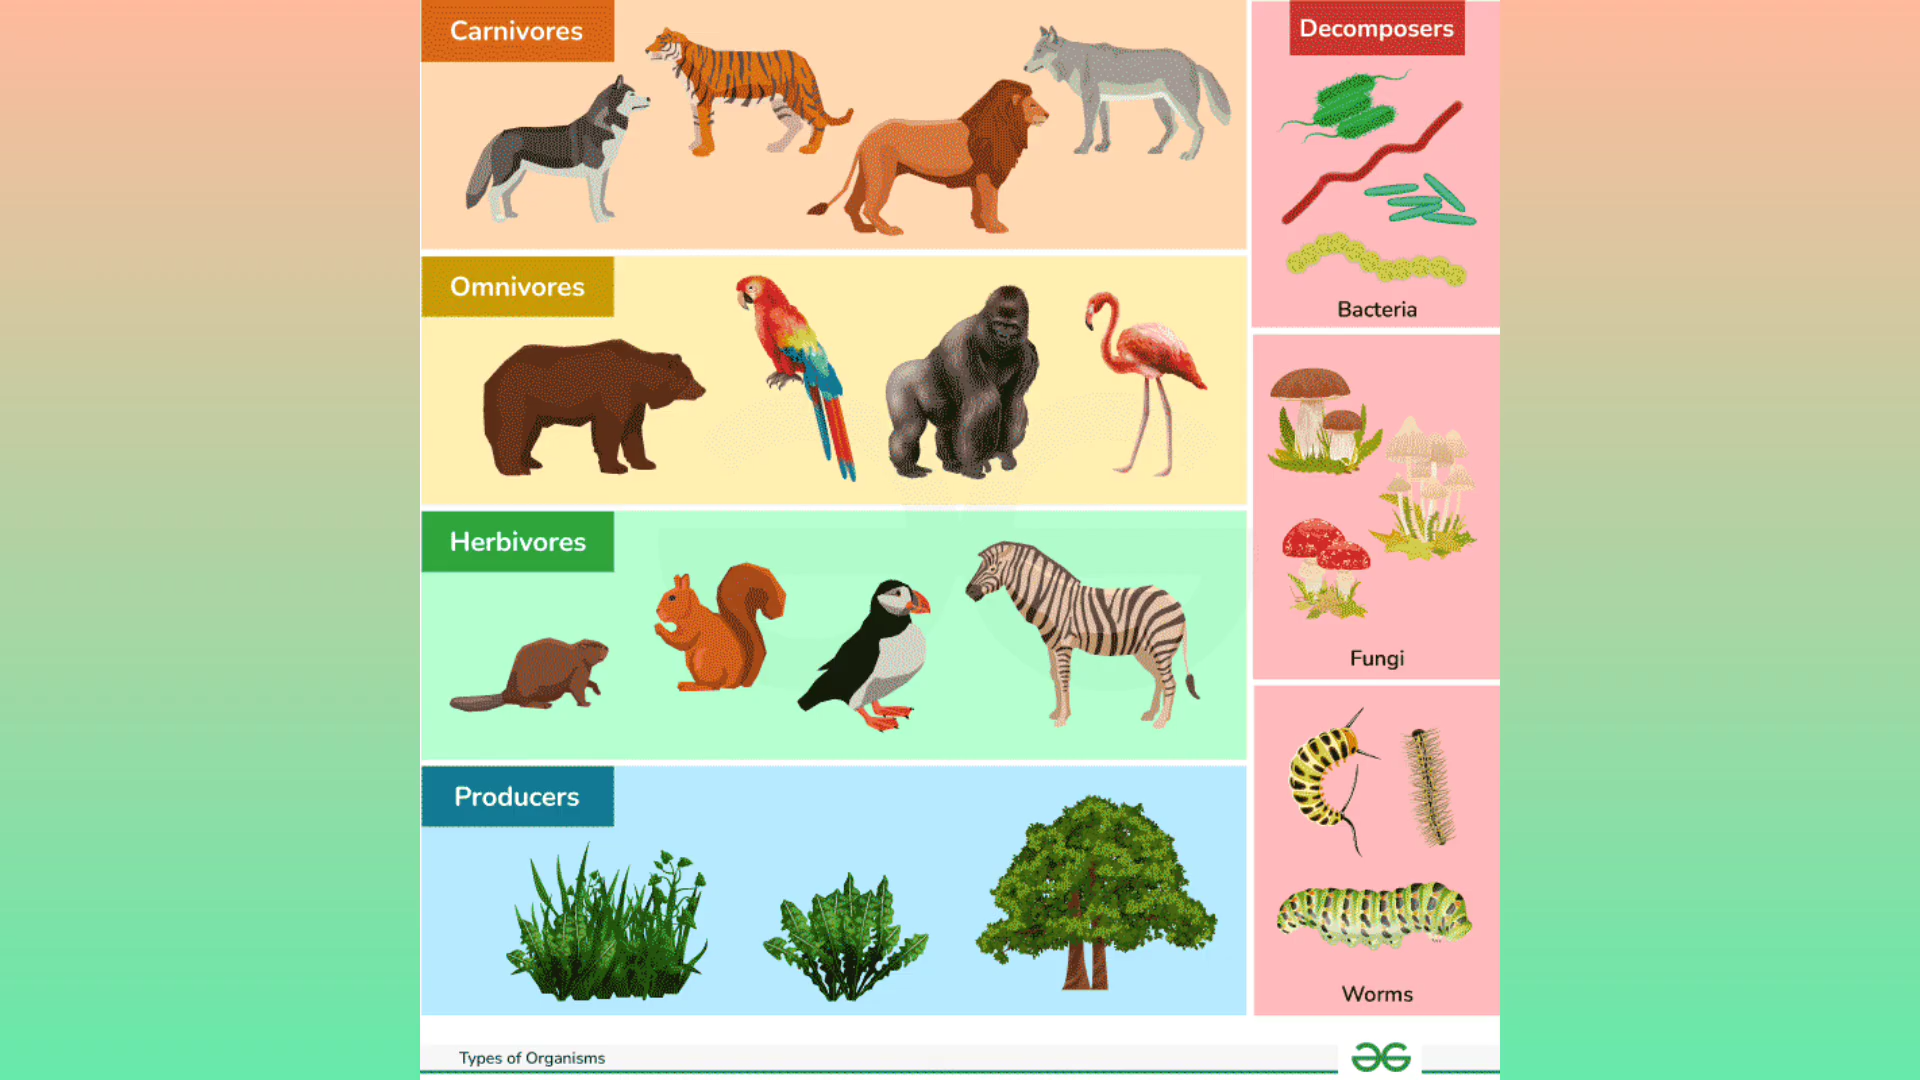 Carnivores
Decomposers
Bacteria
Omnivores
Fungi
Herbivores
Producers
Worms
Types of Organisms